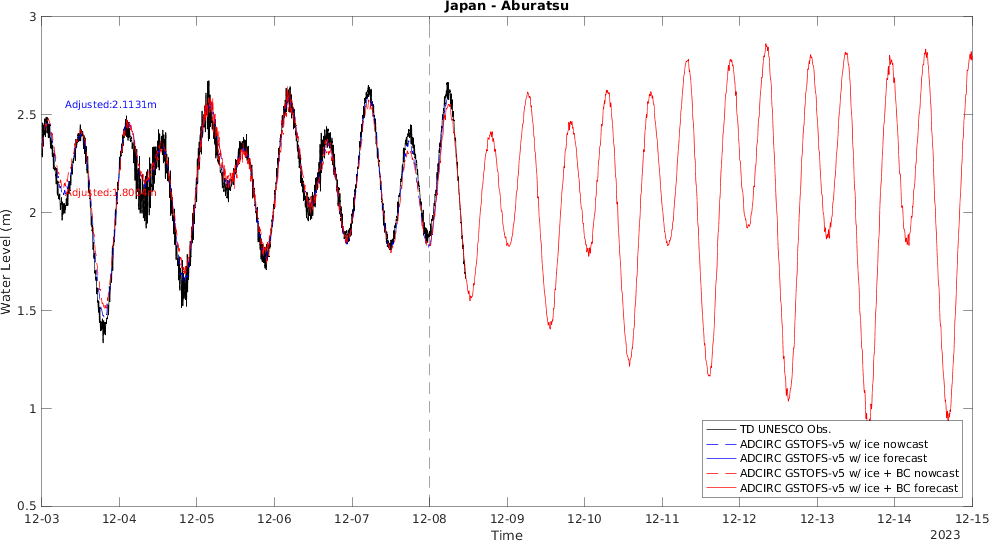 Japan - Aburatsu
3
2.5
2
1.5
1
0.5
Water Level (m)
Adjusted:2.1131m
12-03
12-04
12-05
12-06
12-07
12-08
12-09
12-10
12-11
12-12
12-13
12-14
12-15
Time
2023
TD UNESCO Obs.
ADCIRC GSTOFS-v5 w/ ice nowcast
ADCIRC GSTOFS-v5 w/ ice forecast
ADCIRC GSTOFS-v5 w/ ice + BC nowcast
ADCIRC GSTOFS-v5 w/ ice + BC forecast